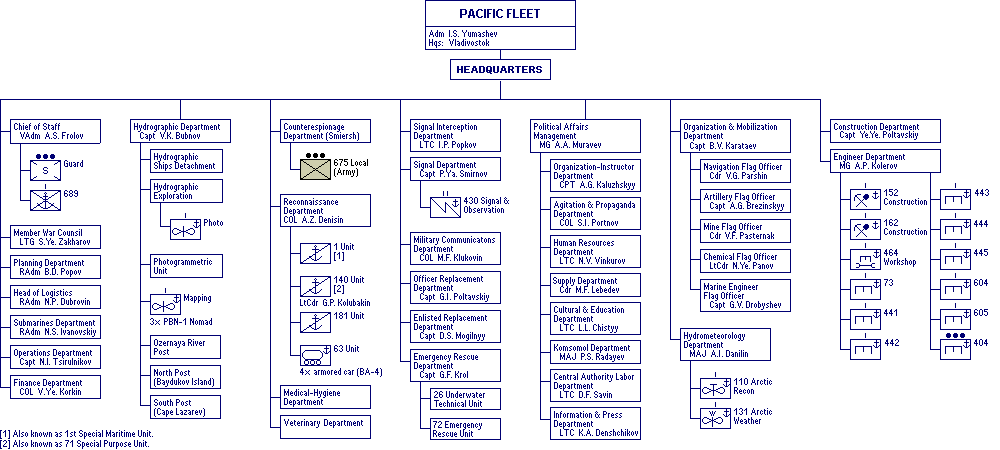 PACIFIC FLEET
Adm I.S. Yumashev
Hqs: Vladivostok
HEADQUARTERS
Chief of Staff
VAdm A.S. Frolov
S
Guard
689
Member War Counsil
LTG S.Ye. Zakharov
Planning Department
RAdm B.D. Popov
Head of Logistics
RAdm N.P. Dubrovin
Submarines Department
RAdm N.S. Ivanovskiy
Operations Department
Capt N.I. Tsirulnikov
Finance Department
COL V.Ye. Korkin
Hydrographic Department
Capt V.K. Bubnov
Hydrographic
Ships Detachment
Hydrographic
Exploration
Photo
Photogrammetric
Unit
Mapping
3x PBN-1 Nomad
Ozernaya River
Post
North Post
(Baydukov Island)
South Post
(Cape Lazarev)
Counterespionage
Department (Smiersh)
675 Local
(Army)
Reconnaissance
Department
COL A.Z. Denisin
1 Unit
[1]
140 Unit
[2]
LtCdr G.P. Kolubakin
181 Unit
63 Unit
4x armored car (BA-4)
Medical-Hygiene
Department
Veterinary Department
Signal Interception
Department
LTC I.P. Popkov
Signal Department
Capt P.Ya. Smirnov
430 Signal &
Observation
Military Communicatons
Department
COL M.F. Klukovin
Officer Replacement
Department
Capt G.I. Poltavskiy
Enlisted Replacement
Department
Capt D.S. Mogilnyy
Emergency Rescue
Department
Capt G.F. Krol
26 Underwater
Technical Unit
72 Emergency
Rescue Unit
Political Affairs
Management
MG A.A. Muravev
Organization-Instructor
Department
CPT A.G. Kaluzhskyy
Agitation & Propaganda
Department
COL S.I. Portnov
Human Resources
Department
LTC N.V. Vinkurov
Supply Department
Cdr M.F. Lebedev
Cultural & Education
Department
LTC L.L. Chistyy
Komsomol Department
MAJ P.S. Radayev
Central Authority Labor
Department
LTC D.F. Savin
Information & Press
Department
LTC K.A. Denshchikov
Organization & Mobilization
Department
Capt B.V. Karataev
Navigation Flag Officer
Cdr V.G. Parshin
Artillery Flag Officer
Capt A.G. Brezinskyy
Mine Flag Officer
Cdr V.F. Pasternak
Chemical Flag Officer
LtCdr N.Ye. Panov
Marine Engineer
Flag Officer
Capt G.V. Drobyshev
Hydrometeorology
Department
MAJ A.I. Danilin
110 Arctic
Recon
W
131 Arctic
Weather
Construction Department
Capt Ye.Ye. Poltavskiy
Engineer Department
MG A.P. Kolerov
152
Construction
162
Construction
464
Workshop
73
441
442
443
444
445
604
605
404
[1] Also known as 1st Special Maritime Unit.
[2] Also known as 71 Special Purpose Unit.